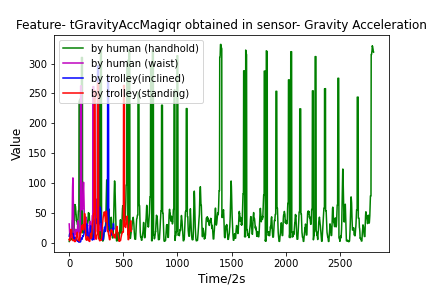 Feature- tGravityAccMagiqr obtained in sensor- Gravity Acceleration
by human (handhold)
by human (waist)
by trolley(inclined)
by trolley(standing)
Value
300
250
200
150
100
50
0
0 500 1000 1500 2000 2500
Time/2s